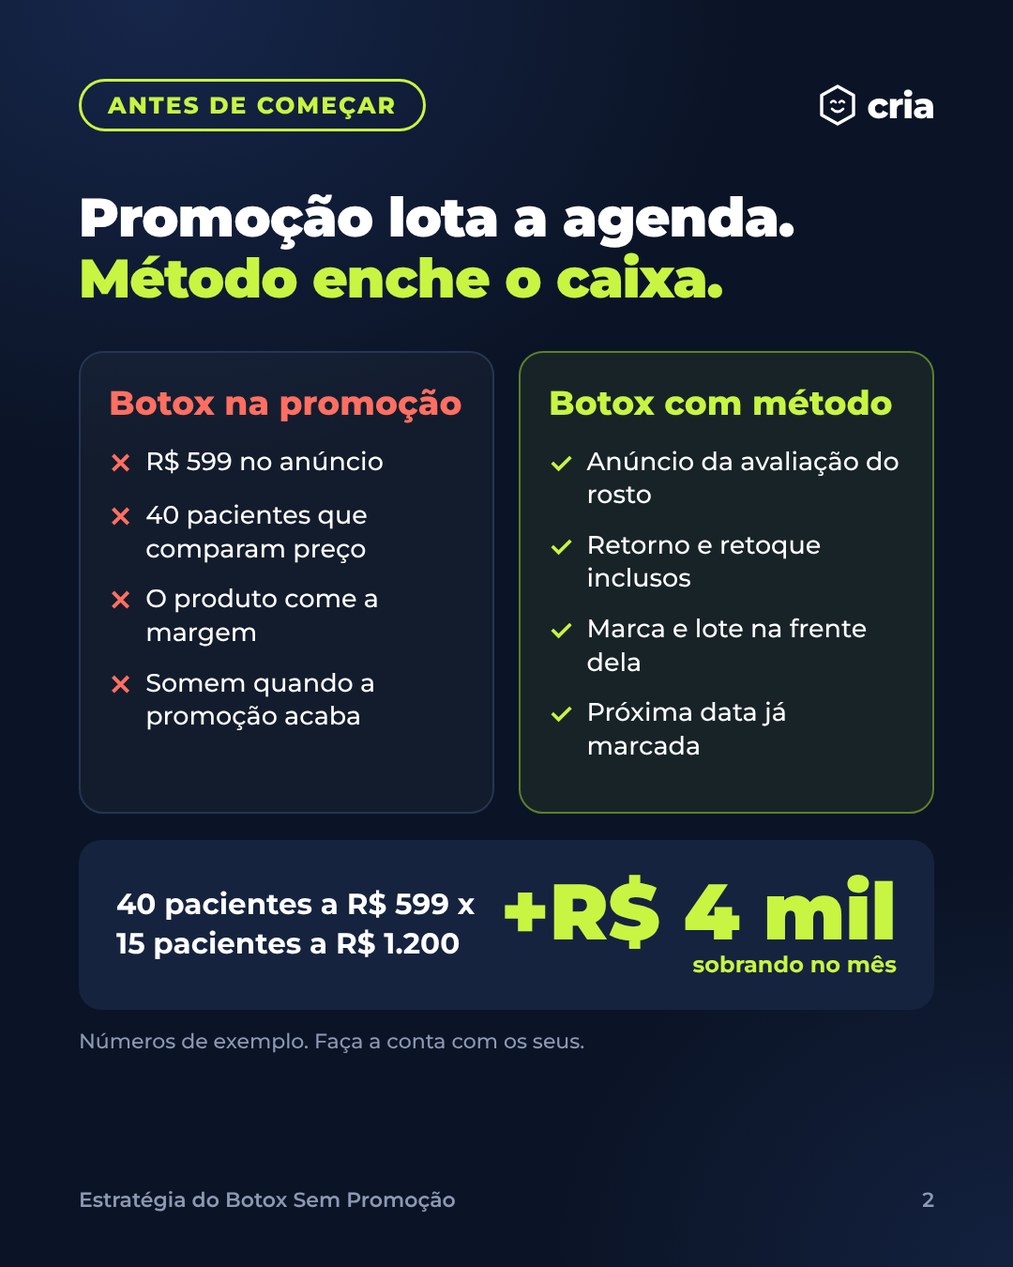 ANTES DE COMEÇAR
cria
Promoção lota a agenda.
Método enche o caixa.
Botox na promoção
R$ 599 no anúncio
40 pacientes que
comparam preço
O produto come a
margem
Somem quando a
promoção acaba
Botox com método
Anúncio da avaliação do
rosto
Retorno e retoque
inclusos
Marca e lote na frente
dela
Próxima data já
marcada
40 pacientes a R$ 599 x
15 pacientes a R$ 1.200
+R$ 4 mil
sobrando no mês
Números de exemplo. Faça a conta com os seus.
Estratégia do Botox Sem Promoção
2